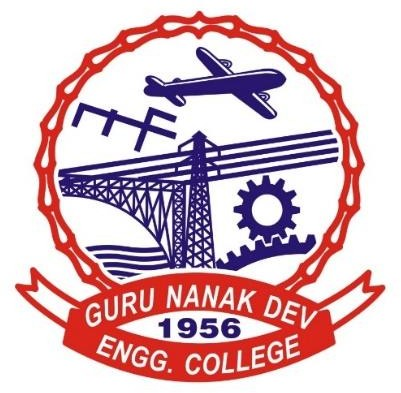 GURU NANAK DEV
1956
ENGG. COLLEGE